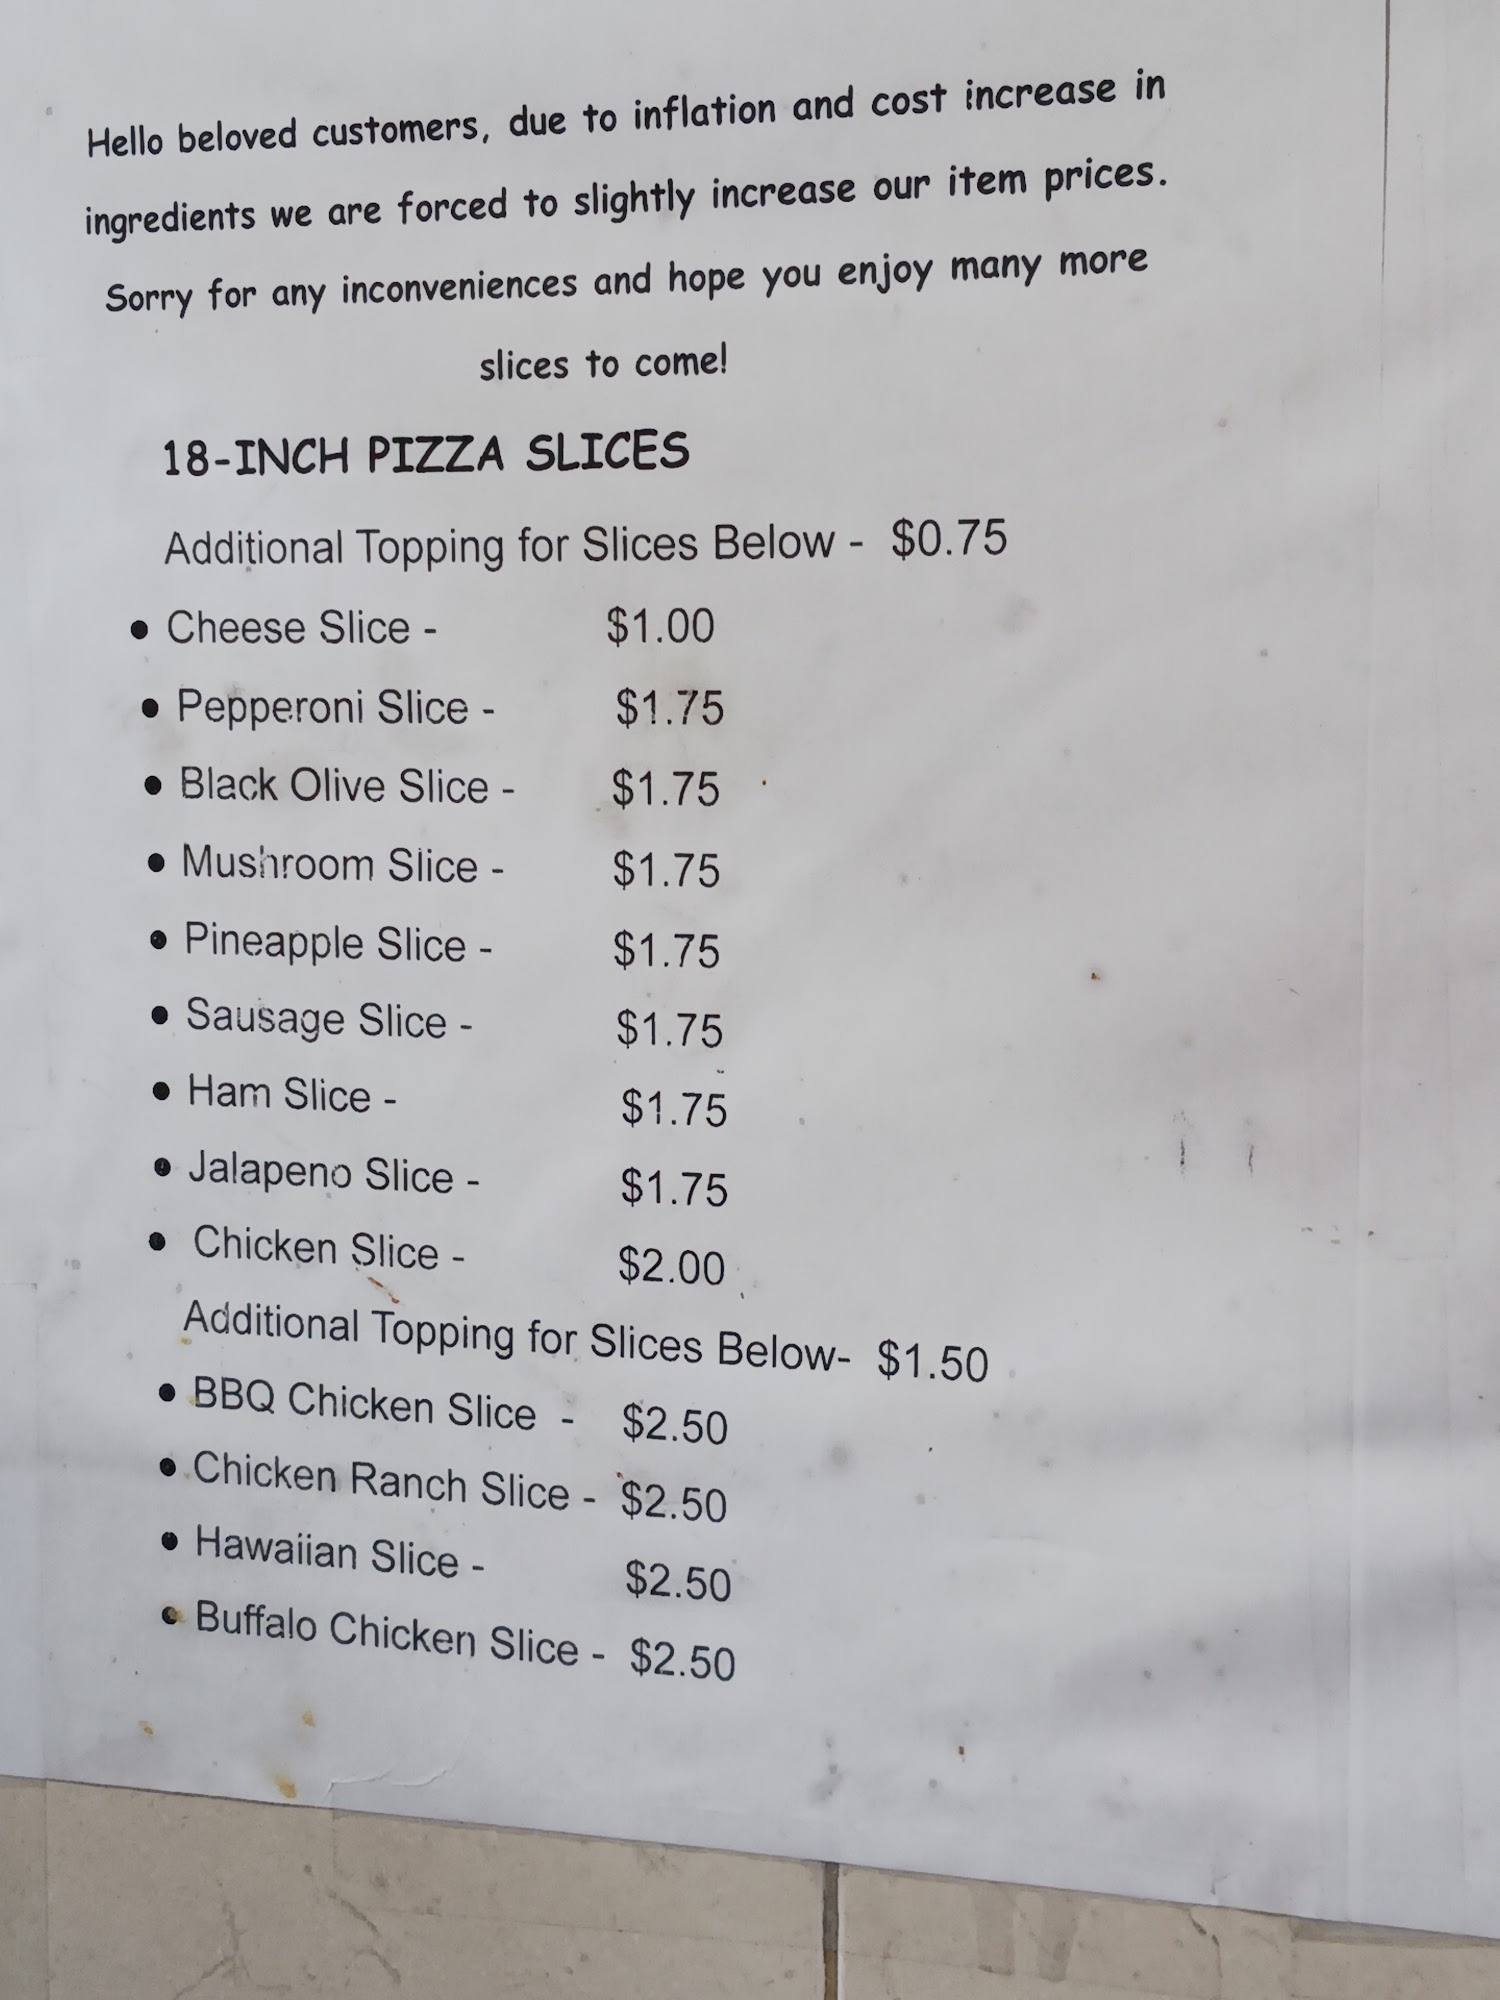 Hello beloved customers, due to inflation and cost increase in
ingredients we are forced to slightly increase our item prices.
Sorry for any inconveniences and hope you enjoy many more
slices to come!
18-INCH PIZZA SLICES
Additional Topping for Slices Below - $0.75
• Cheese Slice - $1.00
• Pepperoni Slice - $1.75
• Black Olive Slice - $1.75
• Mushroom Slice - $1.75
• Pineapple Slice - $1.75
• Sausage Slice - $1.75
• Ham Slice - $1.75
• Jalapeno Slice - $1.75
• Chicken Slice - $2.00
Additional Topping for Slices Below- $1.50
• BBQ Chicken Slice - $2.50
• Chicken Ranch Slice - $2.50
• Hawaiian Slice - $2.50
• Buffalo Chicken Slice - $2.50